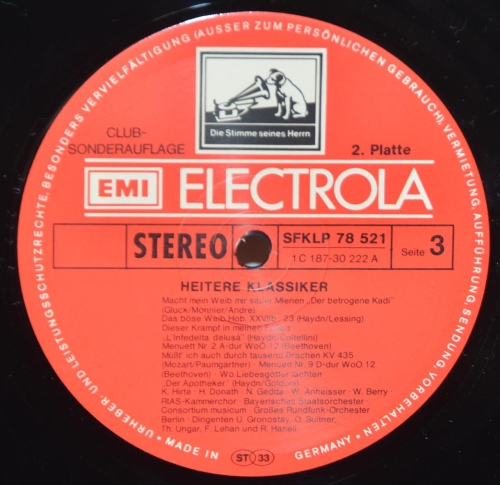 URHEBER- UND LEISTUNGSSCHUTZRECHTE, BESONDERS VERVIELFÄLTIGUNG (AUSSER ZUM PERSÖNLICHEN GEBRAUCH), VERMIETUNG, AUFFÜHRUNG, SENDUNG, VORBEHALTEN
Die Stimme seines Herrn
CLUB-
SONDERAUFLAGE
2. Platte
EMI ELECTROLA
STEREO
SFKLP 78 521
1C 187-30 222 A
Seite 3
HEITERE KLASSIKER
Macht mein Weib mir saure Mienen „Der betrogene Kadi"
(Gluck/Monnier/André)
Das böse Weib Hob. XXVIIb : 23 (Haydn/Lessing)
Dieser Krampf in meinen
„L'Infedelta delusa" (Haydn/Coltellini)
Menuett Nr. 2 A-dur WoO 12 (Beethoven)
Müßt' ich auch durch tausend Drachen KV 435
(Mozart/Paumgartner) · Menuett Nr. 9 D-dur WoO 12
(Beethoven) · Wo Liebesgötter lachten
„Der Apotheker" (Haydn/Goldoni)
K. Hirte · H. Donath · N. Gedda · W. Anheisser · W. Berry
RIAS-Kammerchor · Bayerisches Staatsorchester
Consortium musicum · Großes Rundfunk-Orchester
Berlin · Dirigenten U. Gronostay, O. Suitner,
Th. Ungar, F. Lehan und R. Hanell
MADE IN GERMANY
ST 33